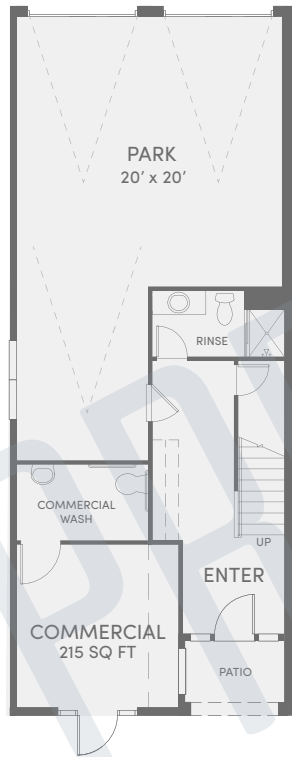 PARK
20' x 20'
RINSE
COMMERCIAL
WASH
UP
ENTER
COMMERCIAL
215 SQ FT
PATIO